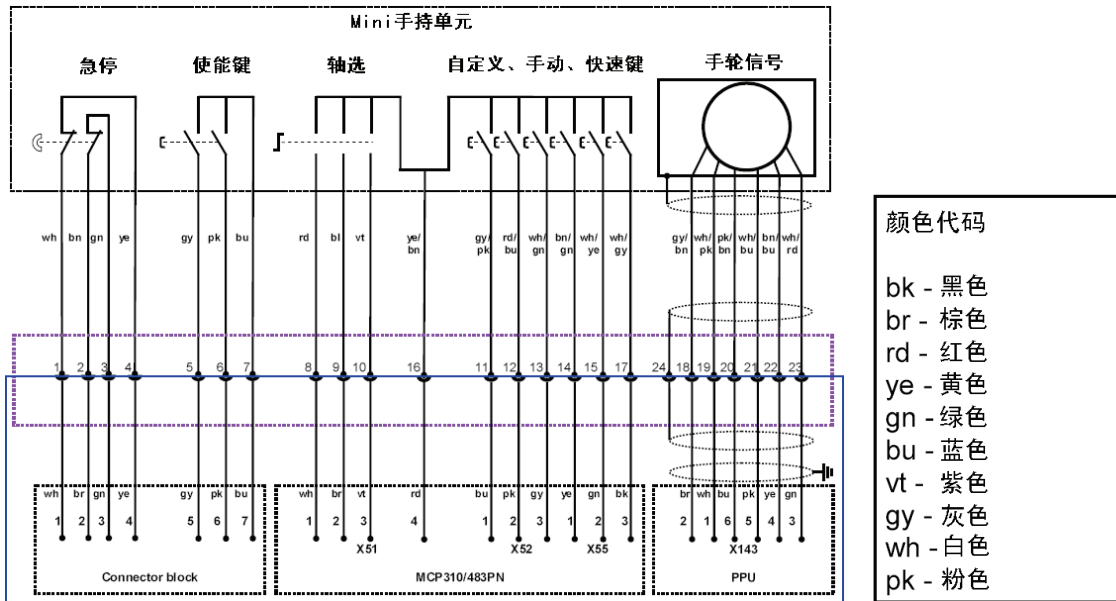 Mini手持单元
急停 使能键 轴选 自定义、手动、快速键 手轮信号
wh bn gn ye gy pk bu rd bl vt ye/bn gy/pk rd/bu wh/gn bn/gn wh/ye wh/gy gy/bn wh/pk pk/bn wh/bu bn/bu wh/rd
1 2 3 4 5 6 7 8 9 10 16 11 12 13 14 15 17 24 18 19 20 21 22 23
wh br gn ye gy pk bu wh br vt rd bu pk gy ye gn bk br wh bu pk ye gn
1 2 3 4 5 6 7 1 2 3 4 1 2 3 1 2 3 2 1 6 5 4 3
X51 X52 X55 X143
Connector block MCP310/483PN PPU
颜色代码
bk - 黑色
br - 棕色
rd - 红色
ye - 黄色
gn - 绿色
bu - 蓝色
vt - 紫色
gy - 灰色
wh - 白色
pk - 粉色